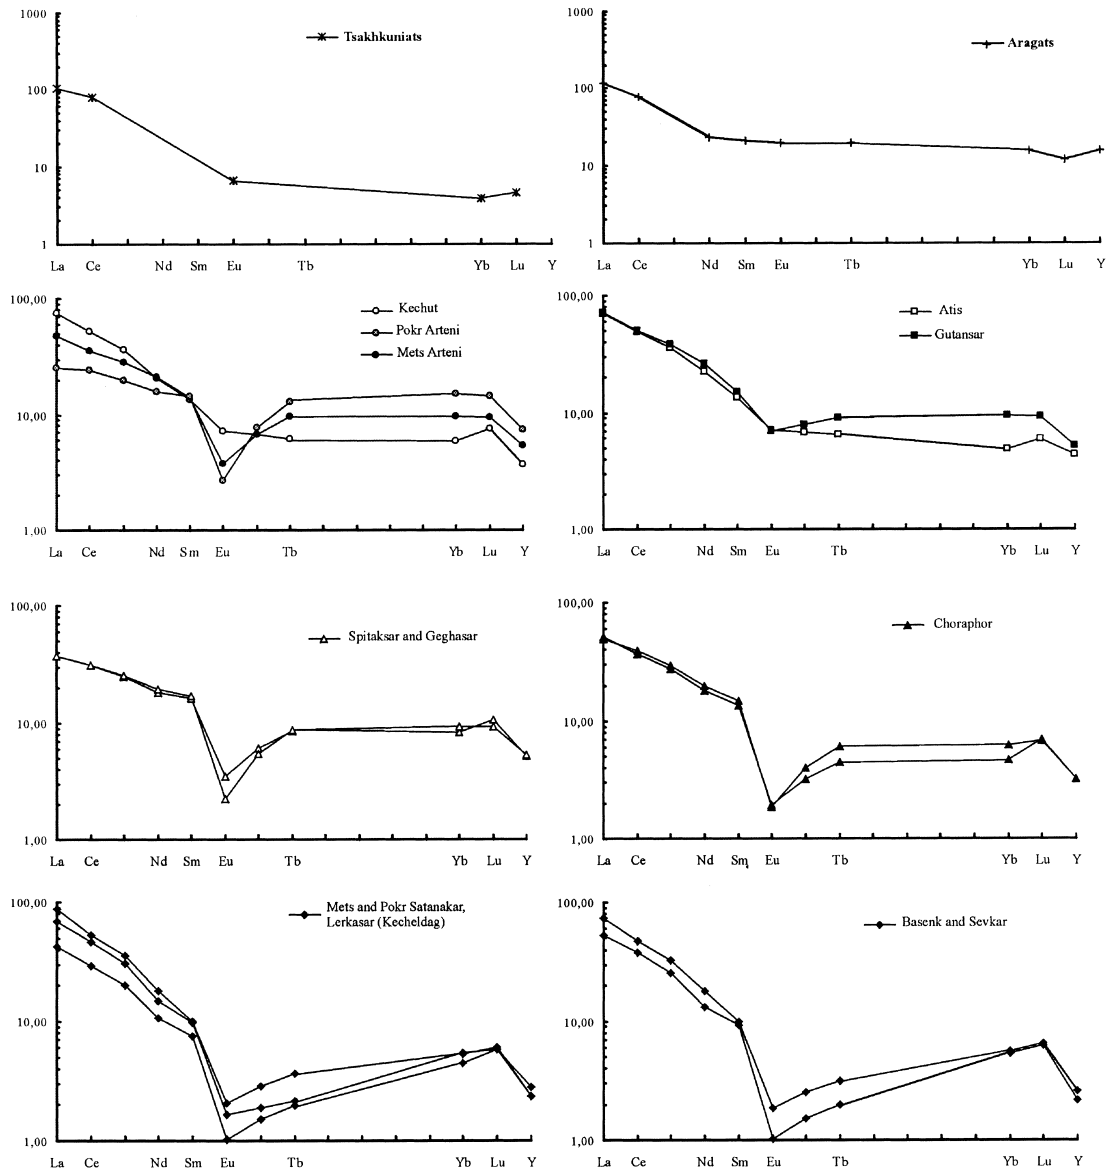 1000
100
10
1
Tsakhkuniats
La Ce Nd Sm Eu Tb Yb Lu Y
1000
100
10
1
Aragats
La Ce Nd Sm Eu Tb Yb Lu Y
100,00
10,00
1,00
Kechut
Pokr Arteni
Mets Arteni
La Ce Nd Sm Eu Tb Yb Lu Y
100,00
10,00
1,00
Atis
Gutansar
La Ce Nd Sm Eu Tb Yb Lu Y
100,00
10,00
1,00
Spitaksar and Geghasar
La Ce Nd Sm Eu Tb Yb Lu Y
100,00
10,00
1,00
Choraphor
La Ce Nd Sm Eu Tb Yb Lu Y
100,00
10,00
1,00
Mets and Pokr Satanakar,
Lerkasar (Kecheldag)
La Ce Nd Sm Eu Tb Yb Lu Y
100,00
10,00
1,00
Basenk and Sevkar
La Ce Nd Sm Eu Tb Yb Lu Y